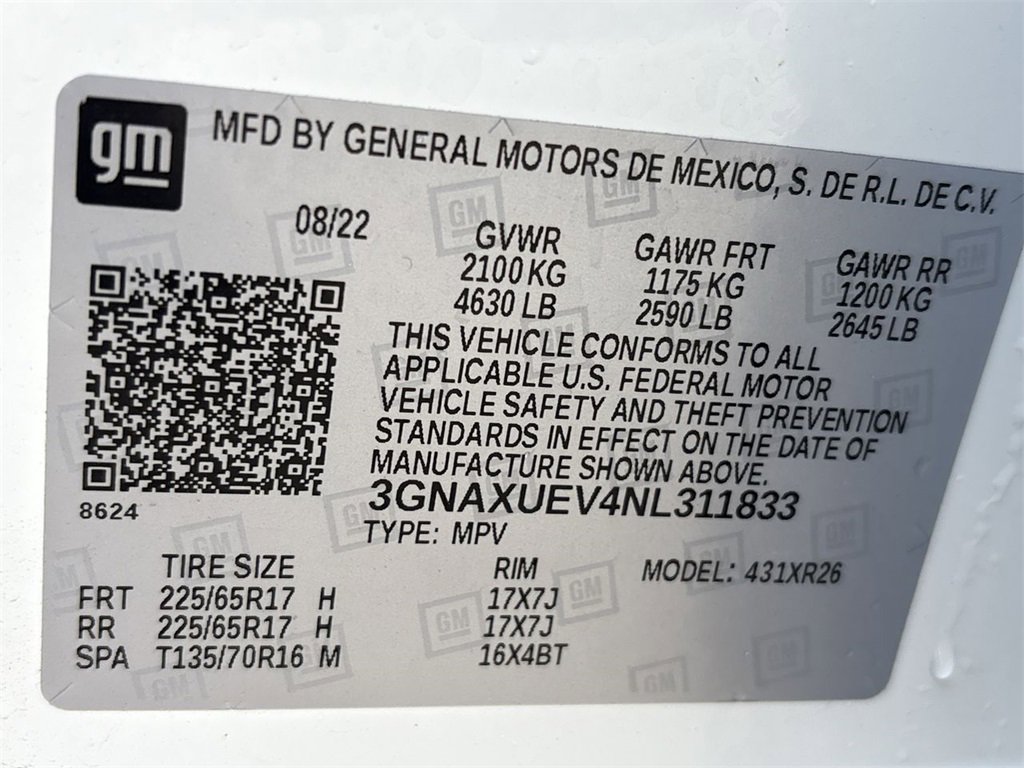 gm
MFD BY GENERAL MOTORS DE MEXICO, S. DE R.L. DE C.V.
08/22
GVWR GAWR FRT GAWR RR
2100 KG 1175 KG 1200 KG
4630 LB 2590 LB 2645 LB
THIS VEHICLE CONFORMS TO ALL
APPLICABLE U.S. FEDERAL MOTOR
VEHICLE SAFETY AND THEFT PREVENTION
STANDARDS IN EFFECT ON THE DATE OF
MANUFACTURE SHOWN ABOVE.
3GNAXUEV4NL311833
8624
TYPE: MPV
TIRE SIZE RIM MODEL: 431XR26
FRT 225/65R17 H 17X7J
RR 225/65R17 H 17X7J
SPA T135/70R16 M 16X4BT